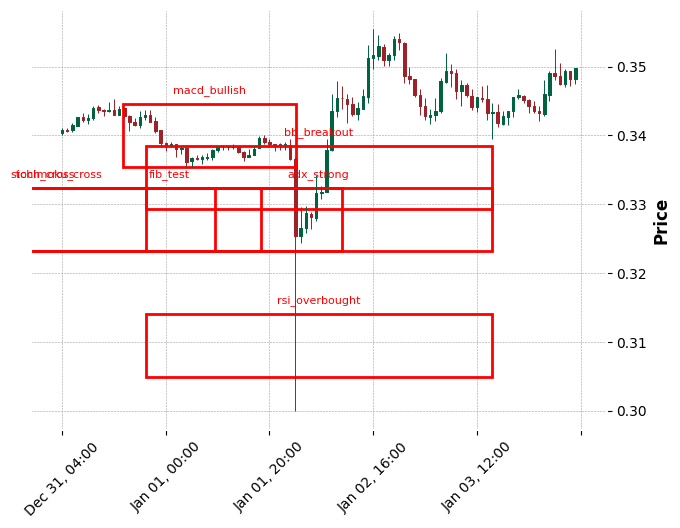 macd_bullish
bb_breakout
fib_test
adx_strong
rsi_overbought
0.35
0.34
0.33
0.32
0.31
0.30
Price
Dec 31, 04:00
Jan 01, 00:00
Jan 01, 20:00
Jan 02, 16:00
Jan 03, 12:00